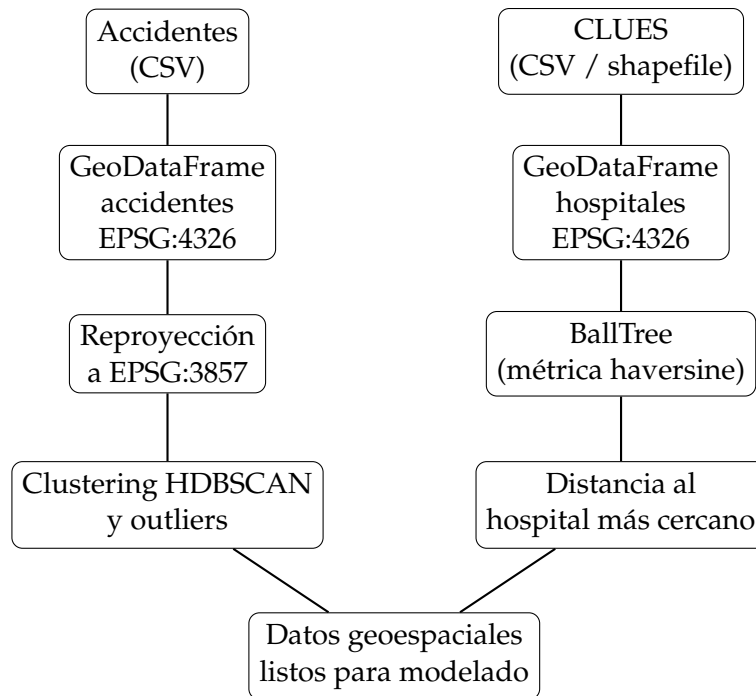 Accidentes
(CSV)
CLUES
(CSV / shapefile)
GeoDataFrame
accidentes
EPSG:4326
GeoDataFrame
hospitales
EPSG:4326
Reproyección
a EPSG:3857
BallTree
(métrica haversine)
Clustering HDBSCAN
y outliers
Distancia al
hospital más cercano
Datos geoespaciales
listos para modelado